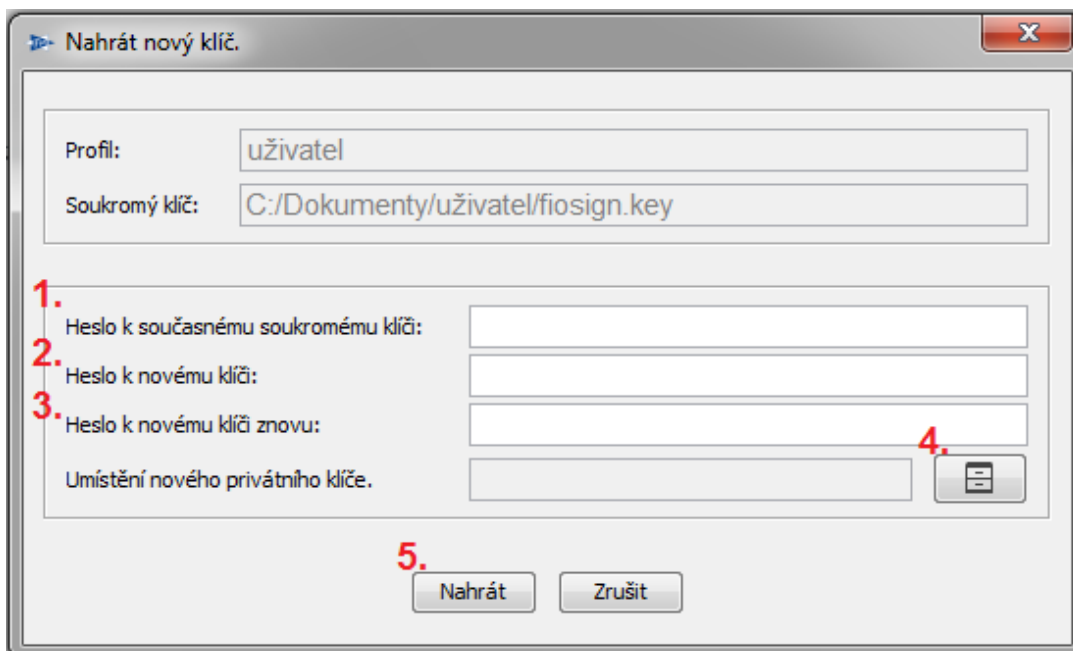 Nahrát nový klíč.
Profil: uživatel
Soukromý klíč: C:/Dokumenty/uživatel/fiosign.key
1.
Heslo k současnému soukromému klíči:
2.
Heslo k novému klíči:
3.
Heslo k novému klíči znovu:
4.
Umístění nového privátního klíče.
5.
Nahrát Zrušit